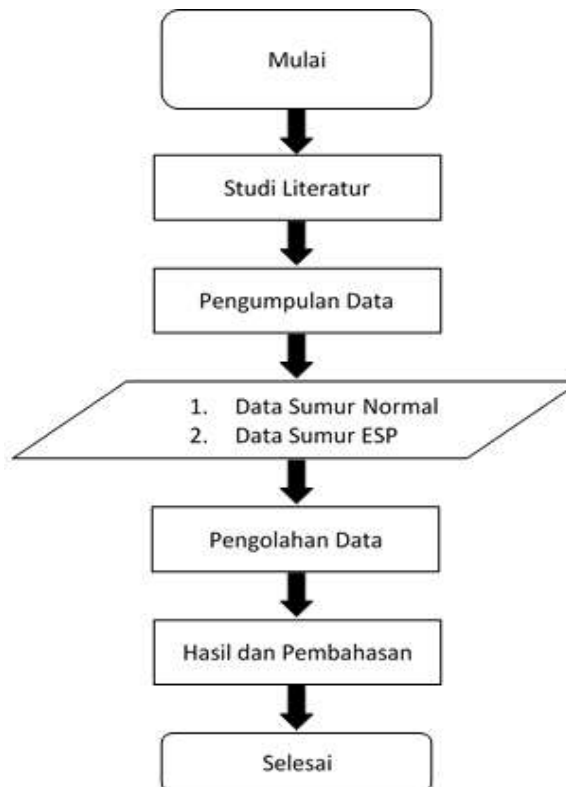 Mulai
Studi Literatur
Pengumpulan Data
1. Data Sumur Normal
2. Data Sumur ESP
Pengolahan Data
Hasil dan Pembahasan
Selesai